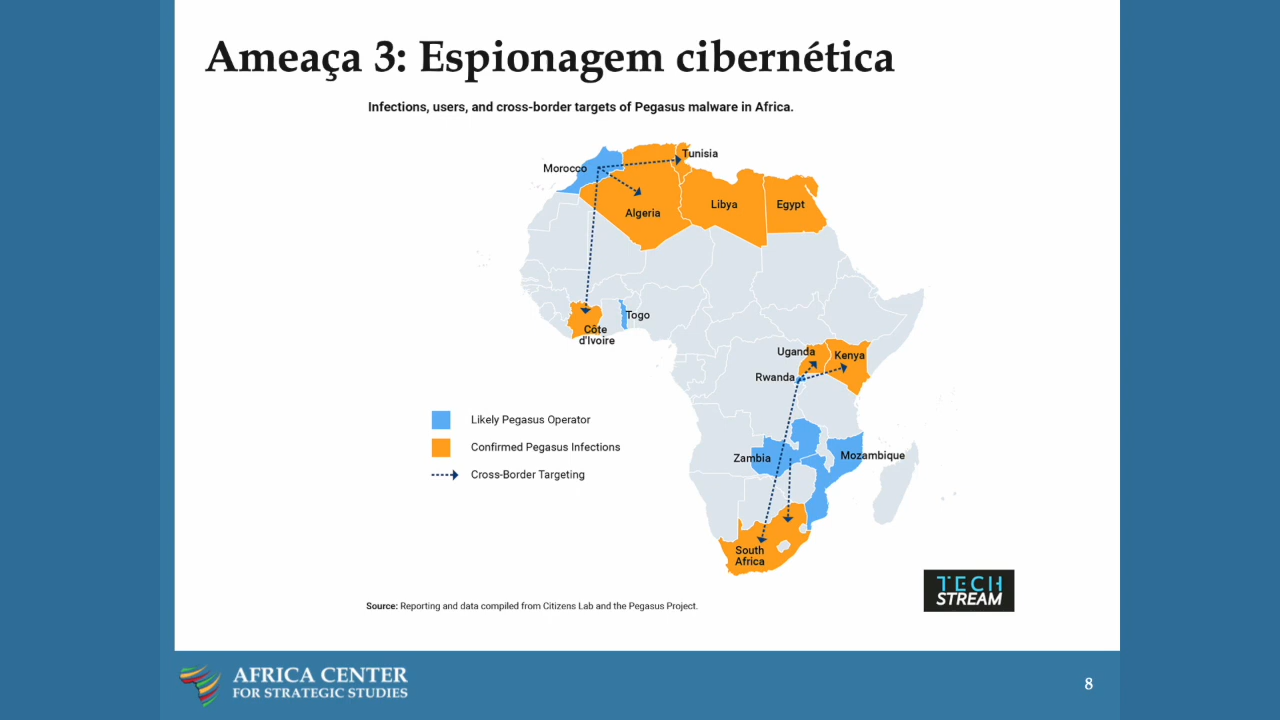 Ameaça 3: Espionagem cibernética
Infections, users, and cross-border targets of Pegasus malware in Africa.
Tunisia
Morocco
Algeria
Libya
Egypt
Togo
Côte
d'Ivoire
Uganda
Kenya
Rwanda
Likely Pegasus Operator
Confirmed Pegasus Infections
Cross-Border Targeting
Zambia
Mozambique
South
Africa
TECH
STREAM
Source: Reporting and data compiled from Citizens Lab and the Pegasus Project.
AFRICA CENTER
FOR STRATEGIC STUDIES
8